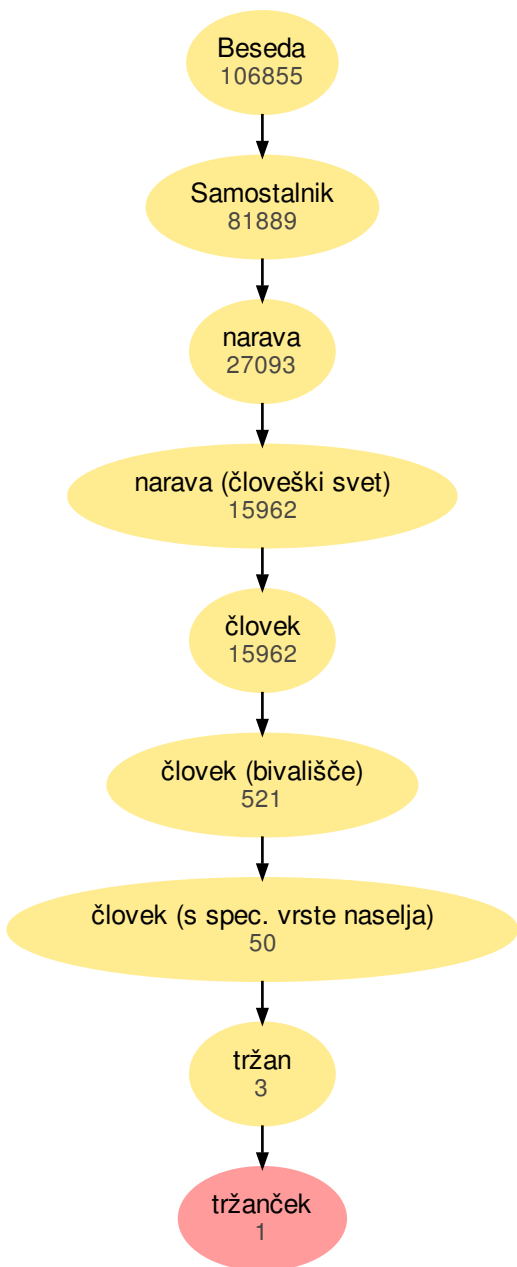 Beseda
106855
Samostalnik
81889
narava
27093
narava (človeški svet)
15962
človek
15962
človek (bivališče)
521
človek (s spec. vrste naselja)
50
tržan
3
tržanček
1